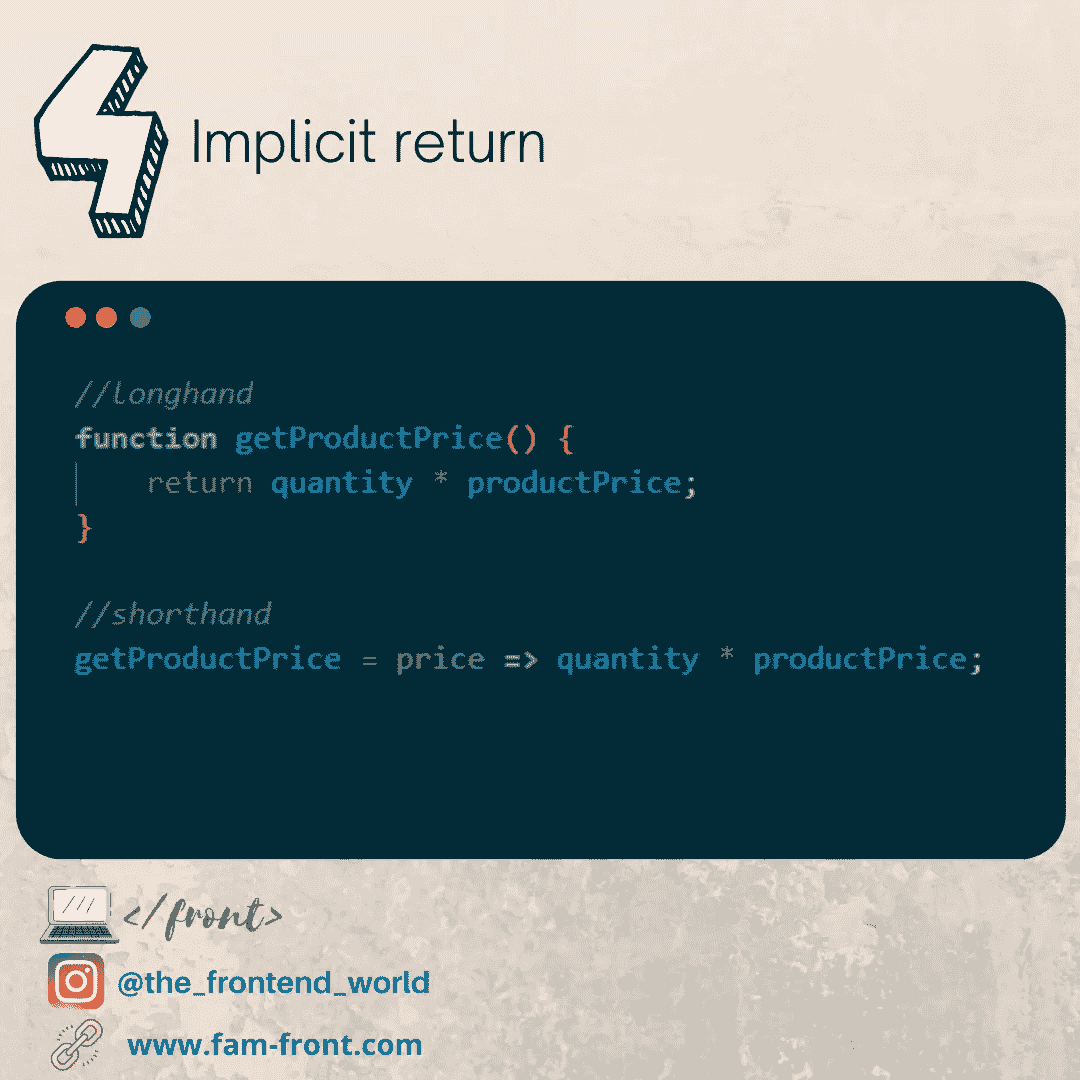 4 Implicit return
//longhand
function getProductPrice() {
    return quantity * productPrice;
}
//shorthand
getProductPrice = price => quantity * productPrice;
</front>
@the_frontend_world
www.fam-front.com